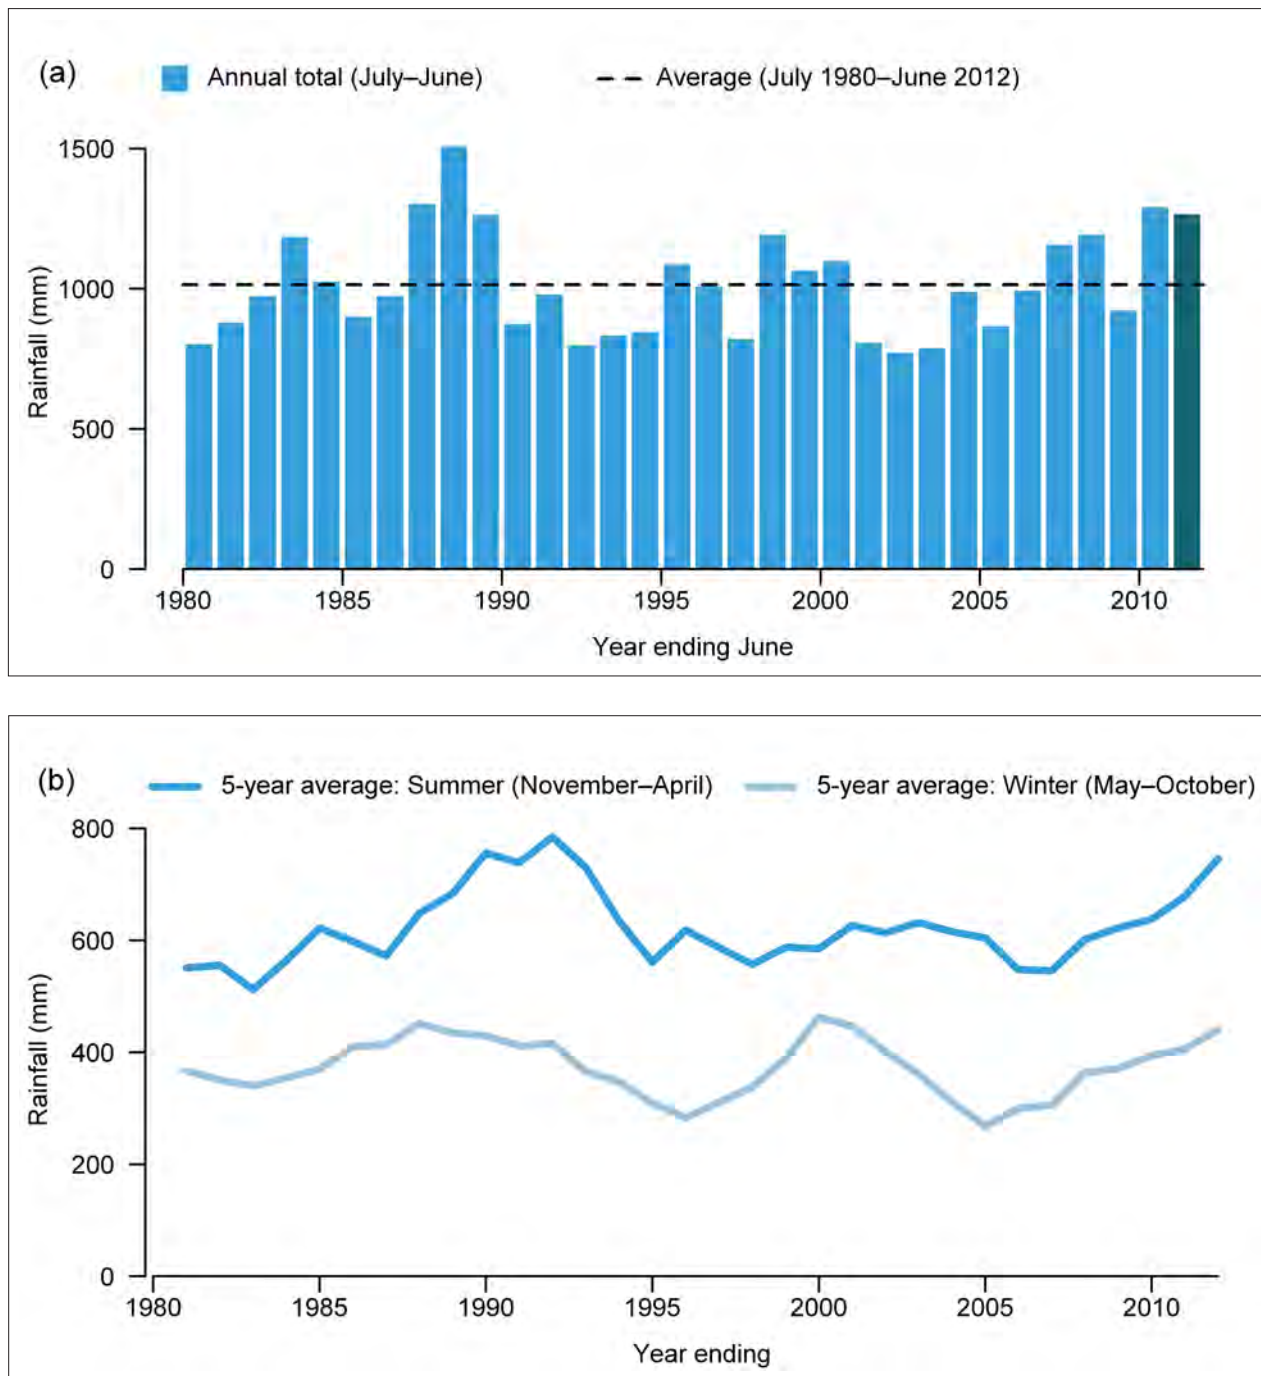 (a) Annual total (July–June) Average (July 1980–June 2012)
1500
1000
500
0
Rainfall (mm)
1980 1985 1990 1995 2000 2005 2010
Year ending June
(b) 5-year average: Summer (November–April) 5-year average: Winter (May–October)
800
600
400
200
0
Rainfall (mm)
1980 1985 1990 1995 2000 2005 2010
Year ending